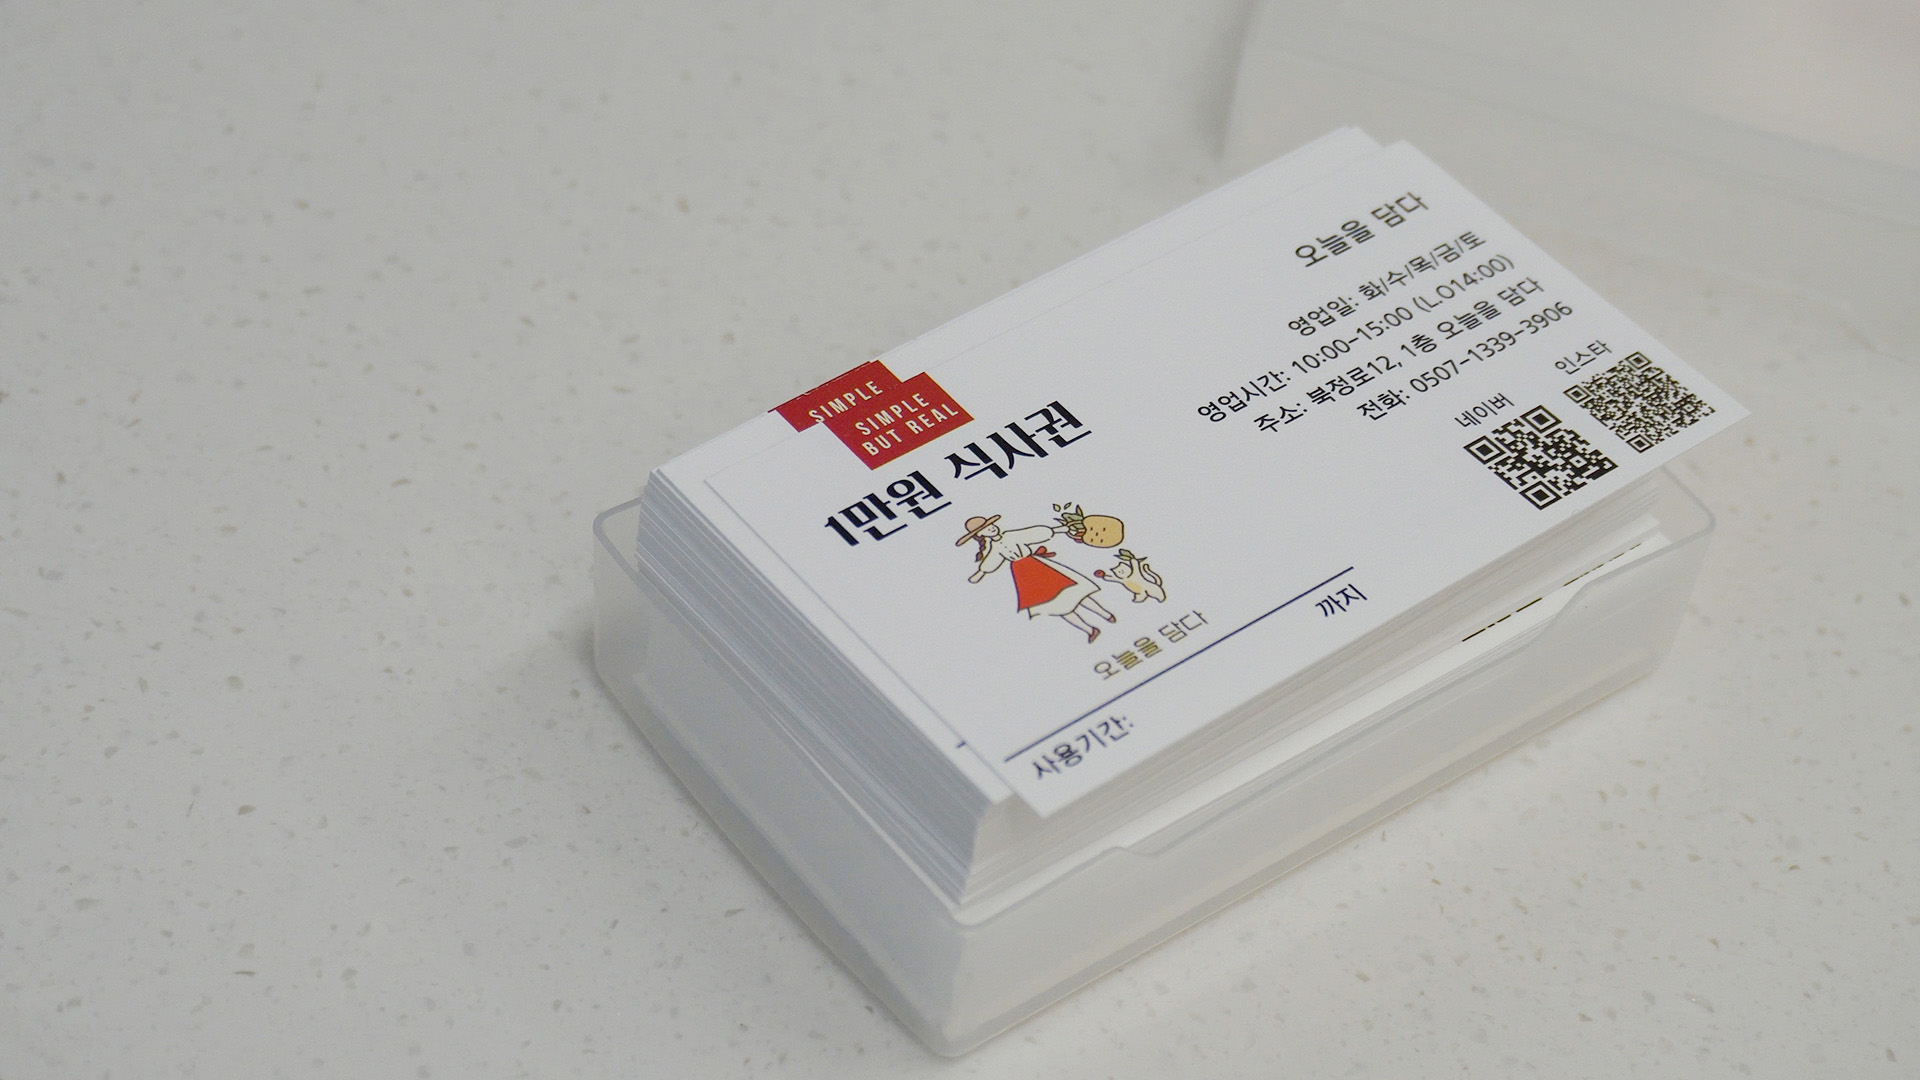 SIMPLE
SIMPLE
BUT REAL
1만원 식사권
오늘을 담다
사용기간:
까지
오늘을 담다
영업일: 화/수/목/금/토
영업시간: 10:00-15:00 (L.O14:00)
주소: 북정로12, 1층 오늘을 담다
전화: 0507-1339-3906
네이버
인스타